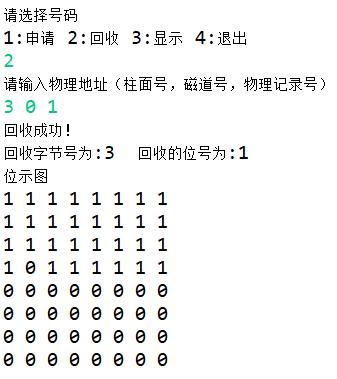 请选择号码
1:申请 2:回收 3:显示 4:退出
2
请输入物理地址（柱面号，磁道号，物理记录号）
3 0 1
回收成功!
回收字节号为:3  回收的位号为:1
位示图
1 1 1 1 1 1 1 1
1 1 1 1 1 1 1 1
1 1 1 1 1 1 1 1
1 0 1 1 1 1 1 1
0 0 0 0 0 0 0 0
0 0 0 0 0 0 0 0
0 0 0 0 0 0 0 0
0 0 0 0 0 0 0 0